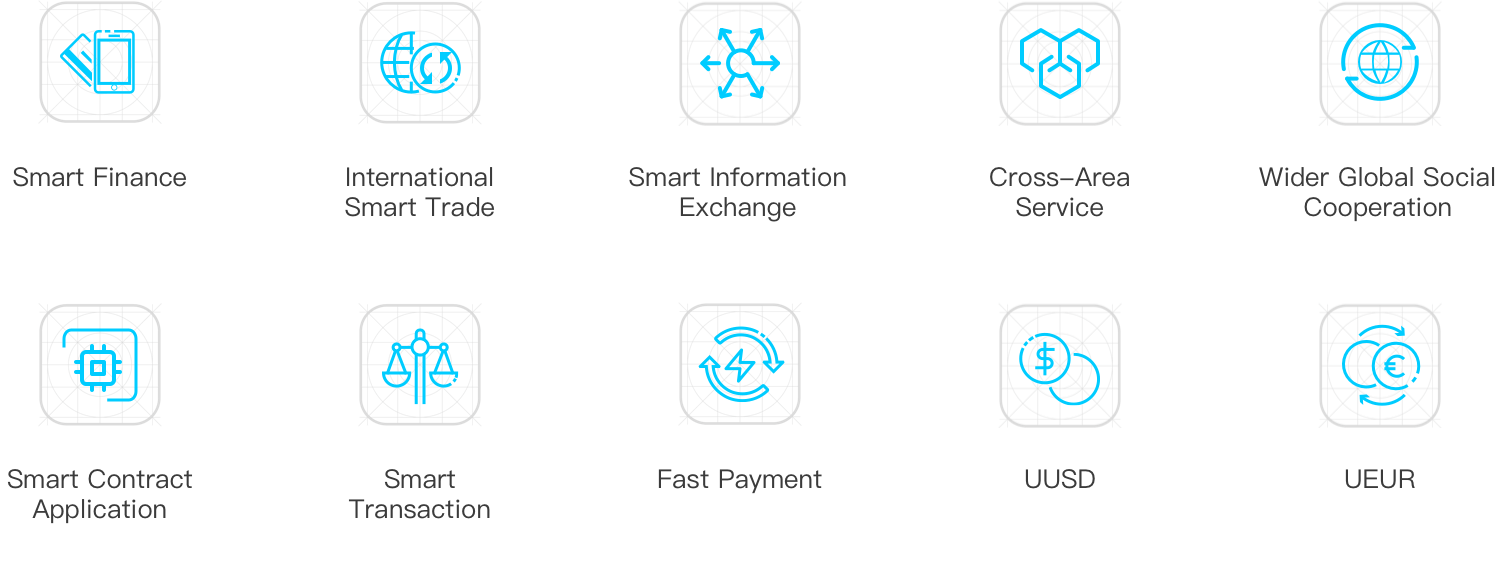 Smart Finance
International
Smart Trade
Smart Information
Exchange
Cross–Area
Service
Wider Global Social
Cooperation
Smart Contract
Application
Smart
Transaction
Fast Payment
$
UUSD
€
UEUR